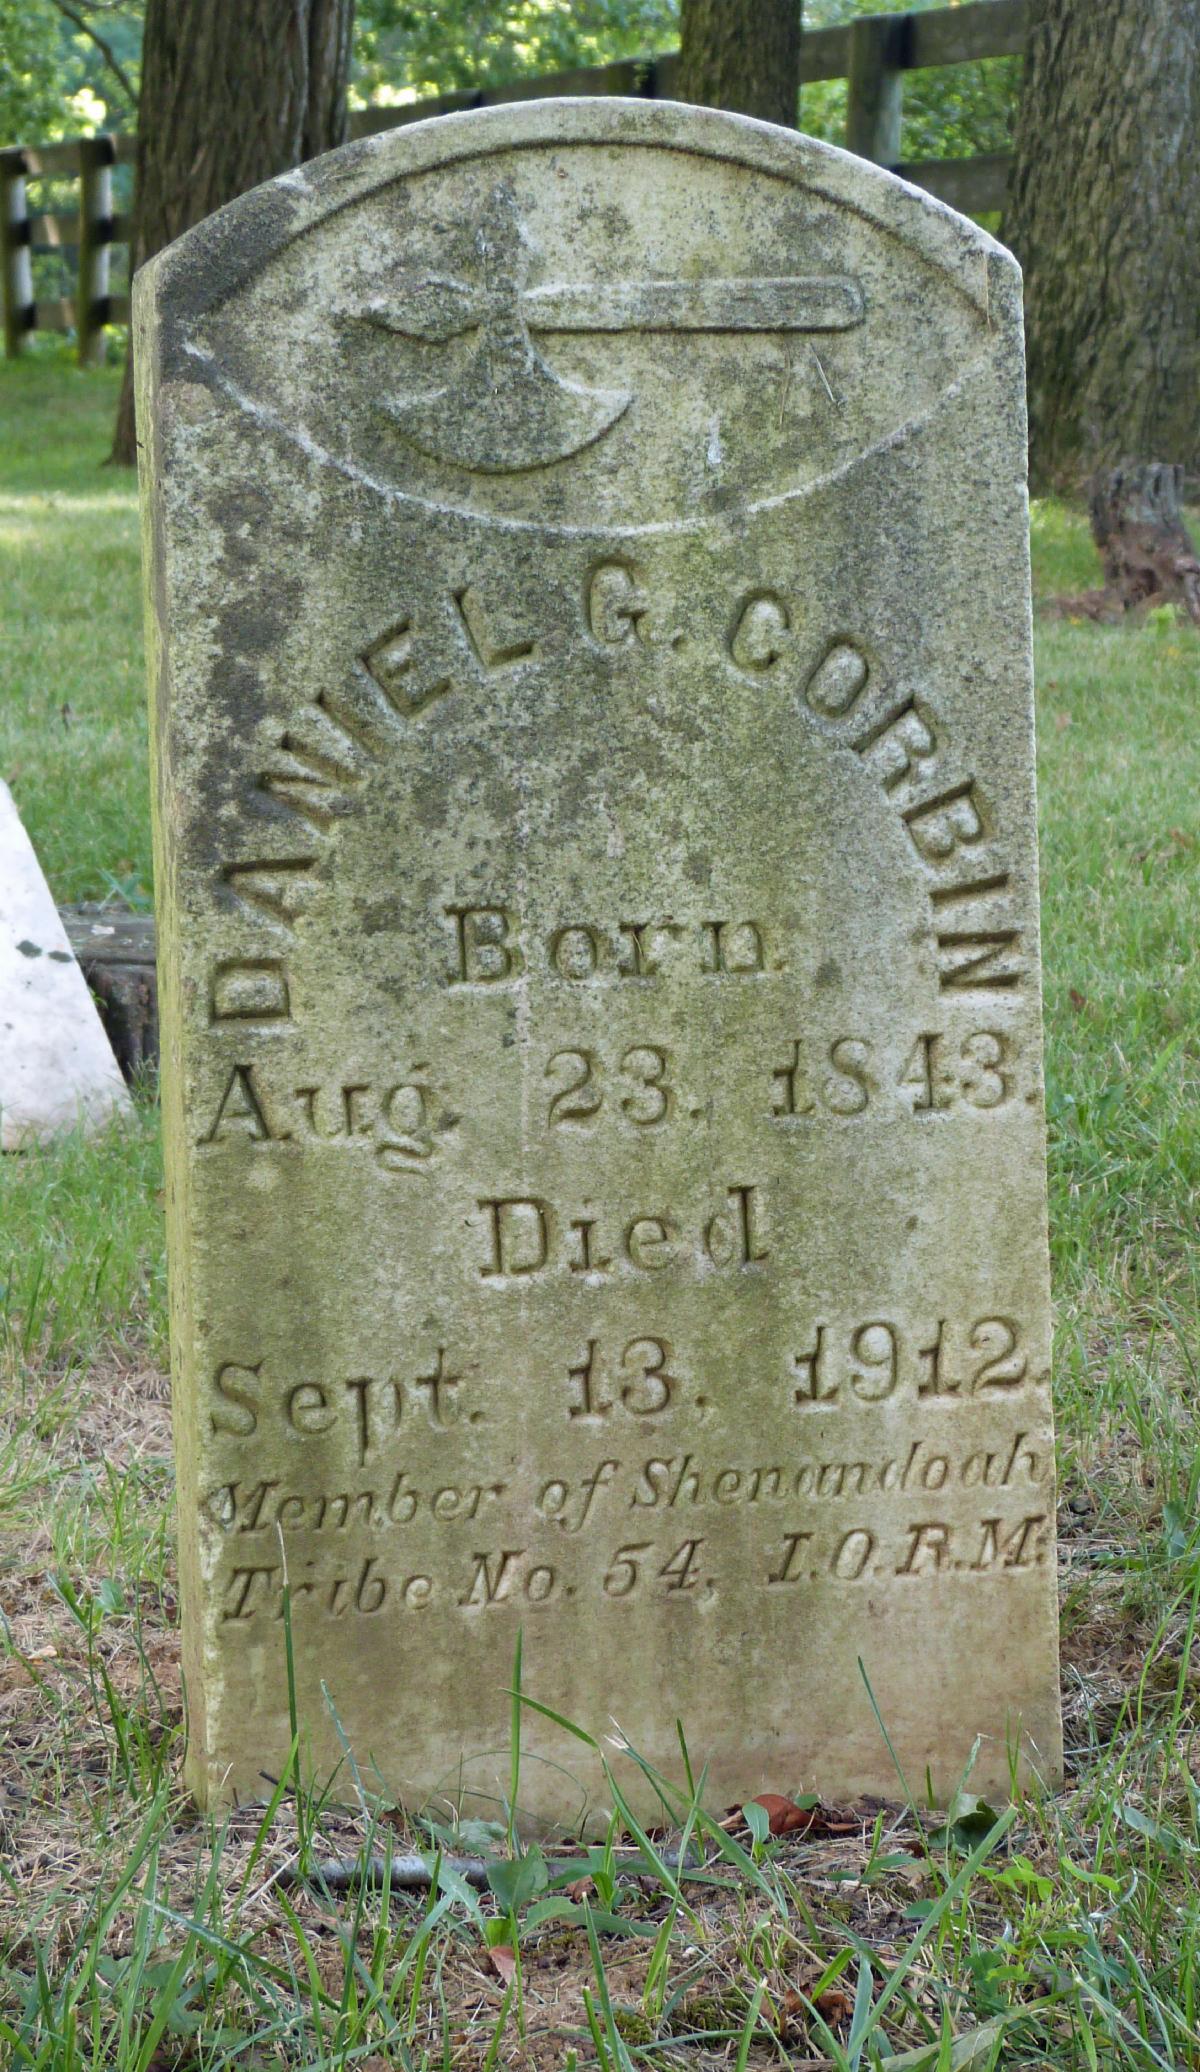 DANIEL G. CORBIN
Born
Aug 23. 1843.
Died
Sept. 13, 1912.
Member of Shenandoah
Tribe No. 54, I.O.R.M.